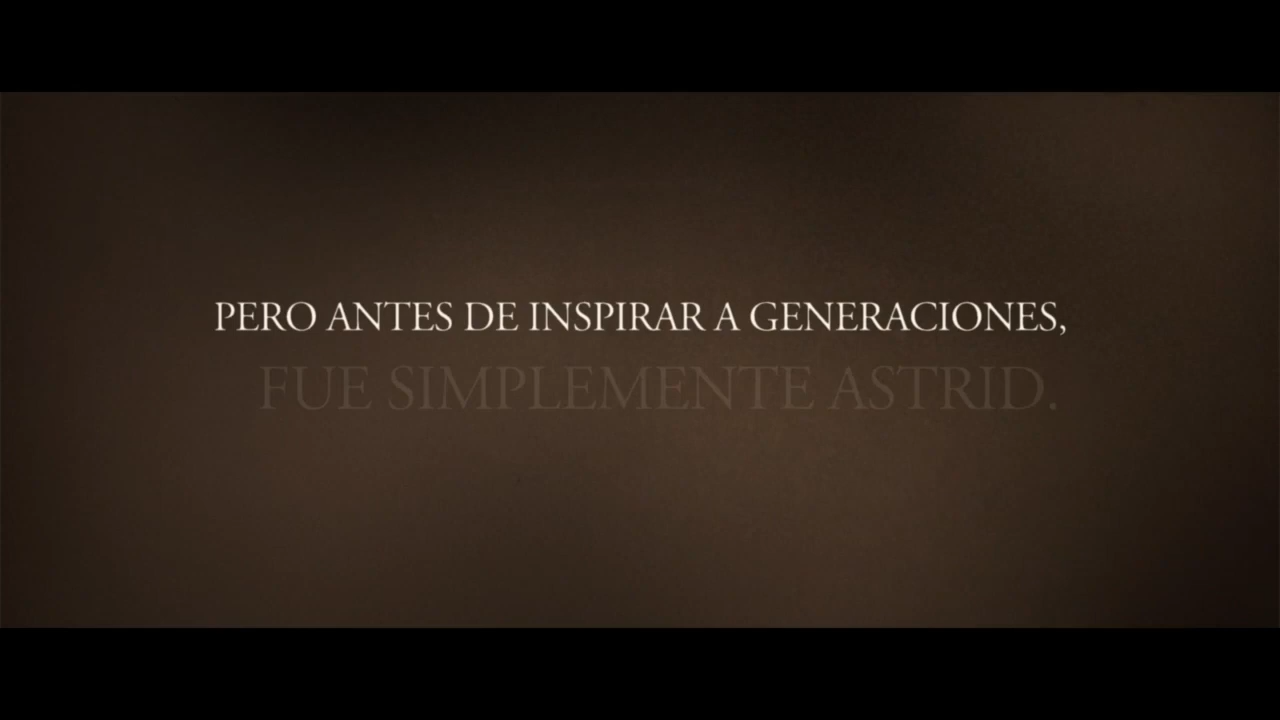 PERO ANTES DE INSPIRAR A GENERACIONES,
FUE SIMPLEMENTE ASTRID.